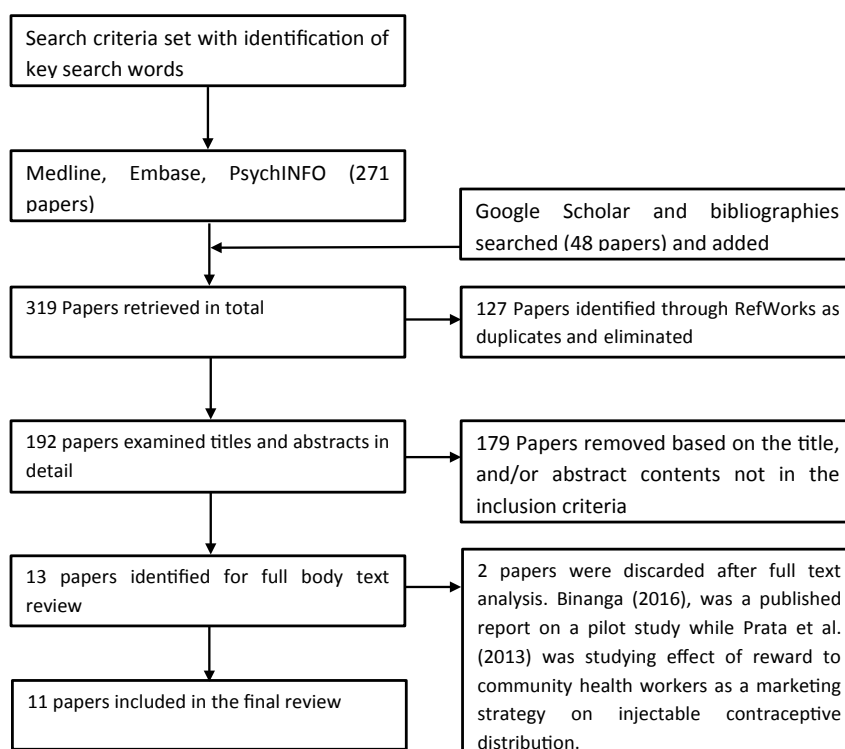 Search criteria set with identification of
key search words
Medline, Embase, PsychINFO (271
papers)
Google Scholar and bibliographies
searched (48 papers) and added
319 Papers retrieved in total
127 Papers identified through RefWorks as
duplicates and eliminated
192 papers examined titles and abstracts in
detail
179 Papers removed based on the title,
and/or abstract contents not in the
inclusion criteria
13 papers identified for full body text
review
2 papers were discarded after full text
analysis. Binanga (2016), was a published
report on a pilot study while Prata et al.
(2013) was studying effect of reward to
community health workers as a marketing
strategy on injectable contraceptive
distribution.
11 papers included in the final review